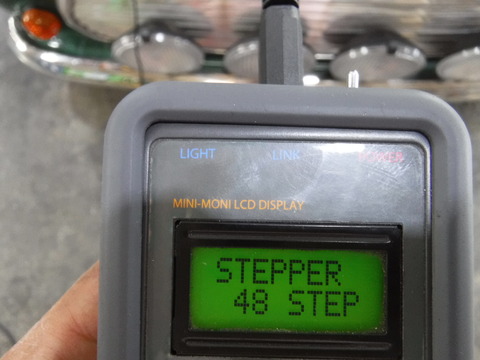 LIGHT LINK POWER
MINI-MONI LCD DISPLAY
STEPPER
48 STEP